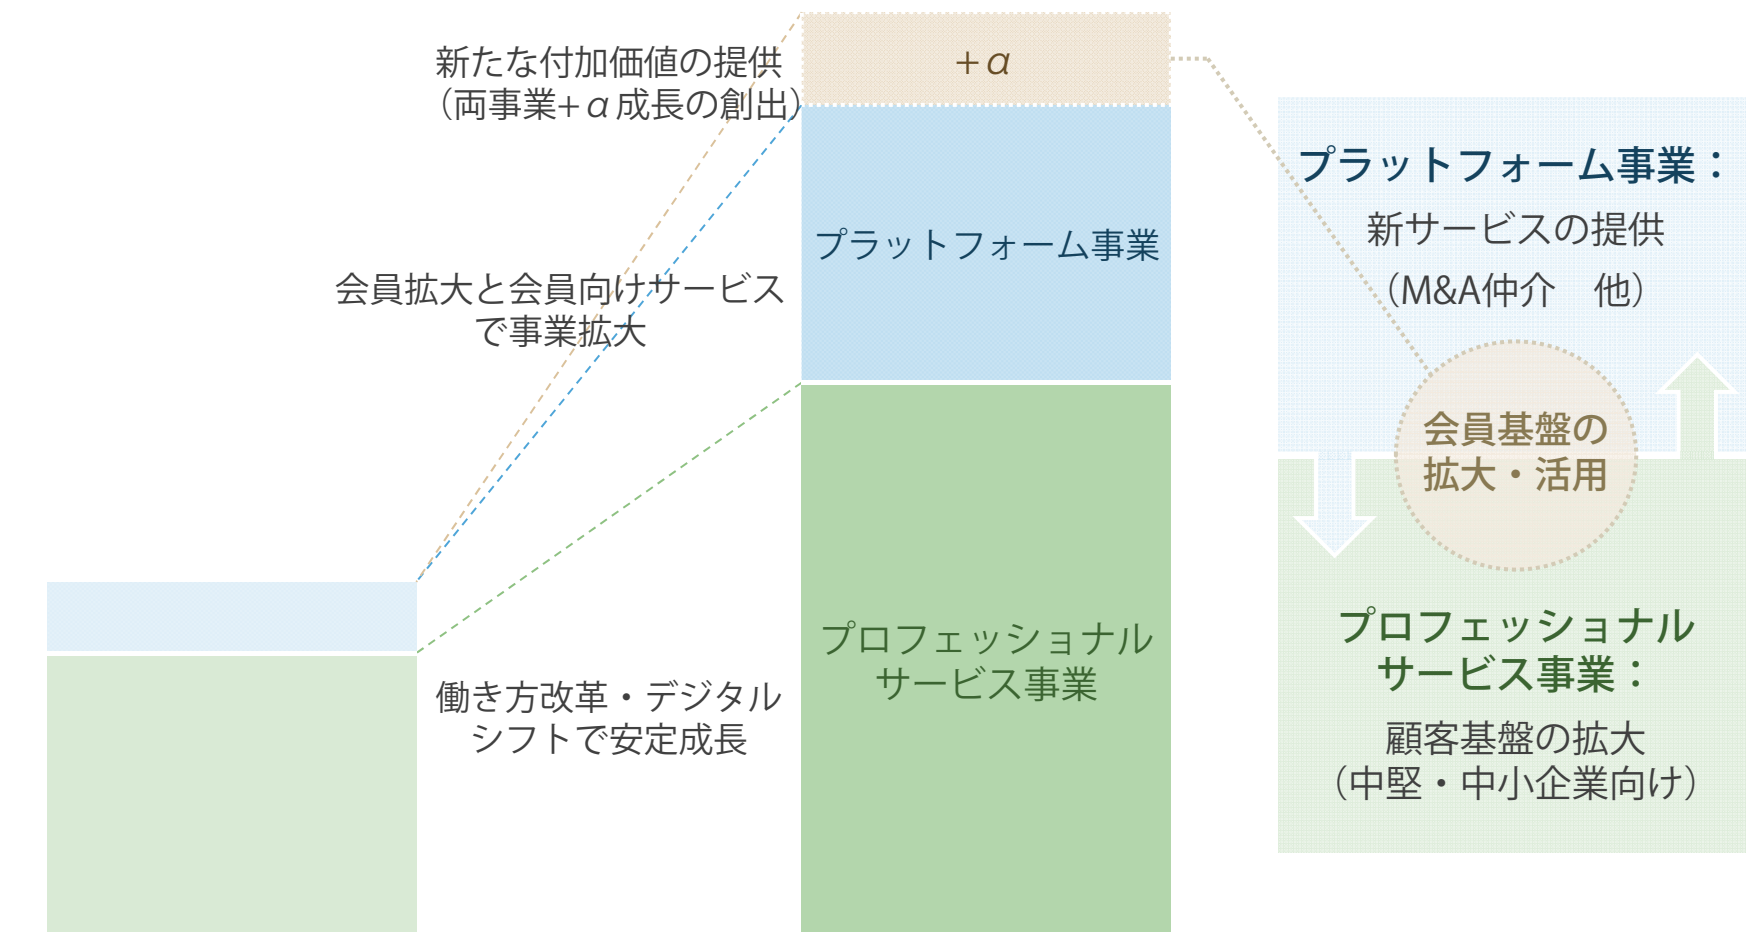 新たな付加価値の提供
（両事業+α成長の創出）
会員拡大と会員向けサービス
で事業拡大
働き方改革・デジタル
シフトで安定成長
+α
プラットフォーム事業
プロフェッショナル
サービス事業
プラットフォーム事業：
新サービスの提供
（M&A仲介　他）
会員基盤の
拡大・活用
プロフェッショナル
サービス事業：
顧客基盤の拡大
（中堅・中小企業向け）